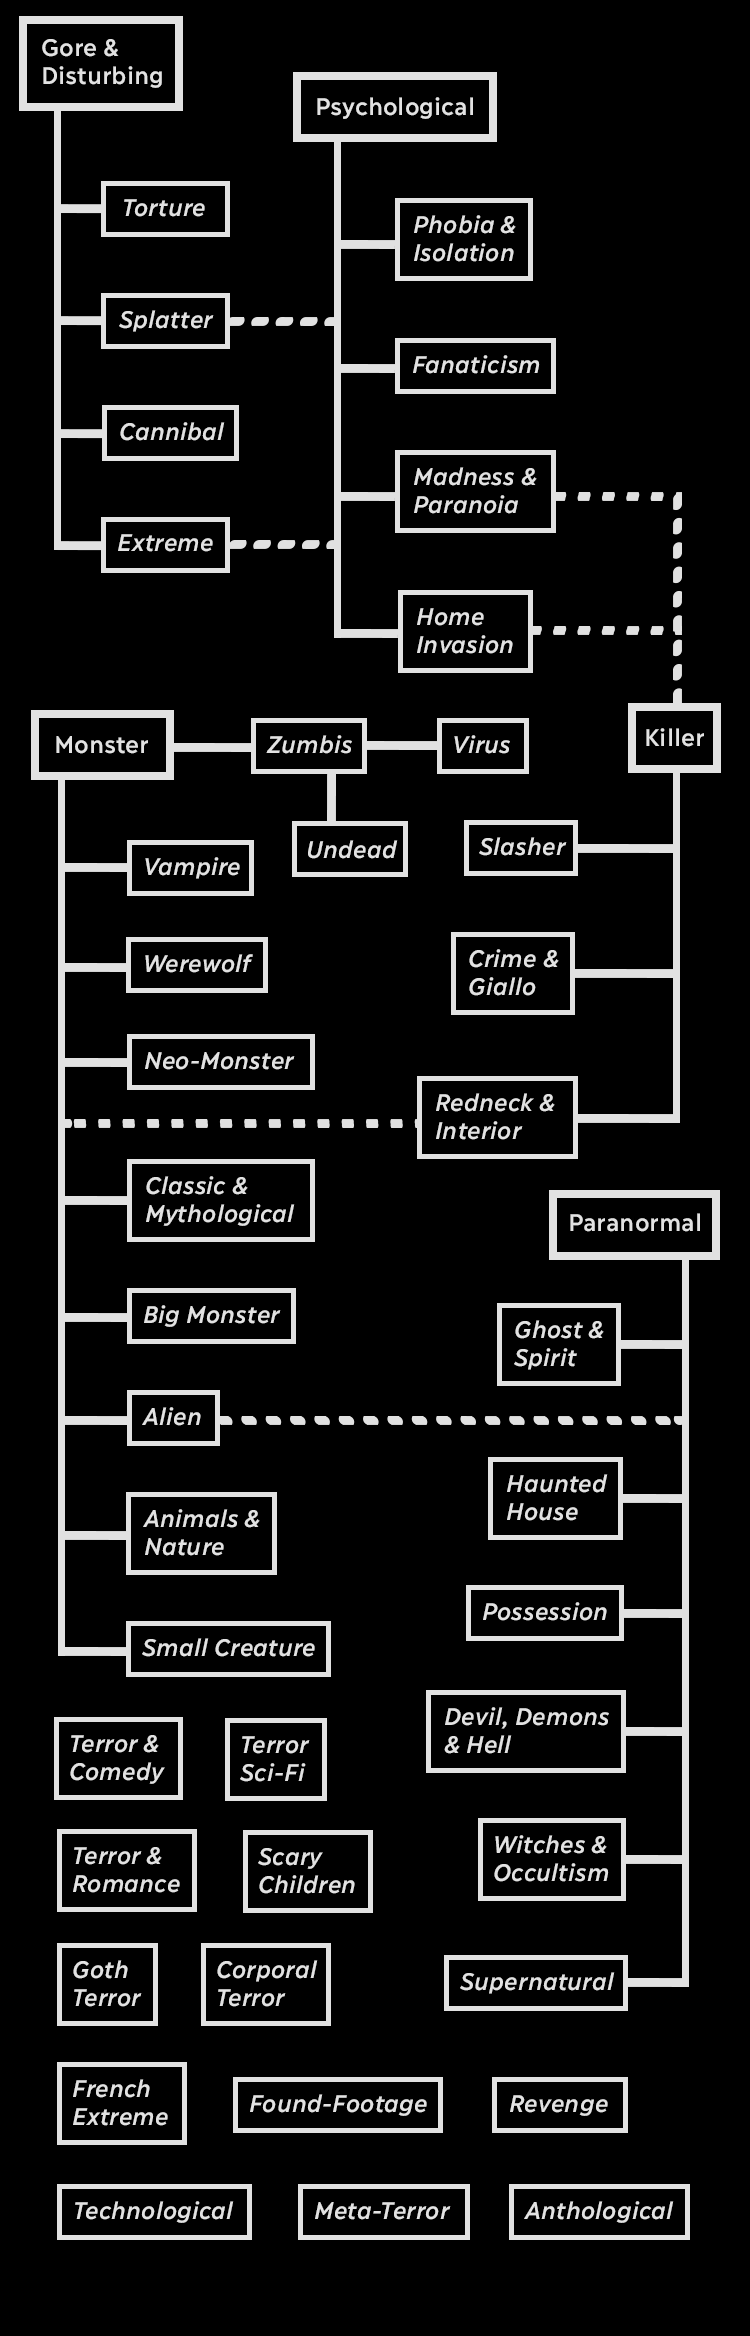 Gore &
Disturbing
Psychological
Torture
Phobia &
Isolation
Splatter
Fanaticism
Cannibal
Madness &
Paranoia
Extreme
Home
Invasion
Monster
Zumbis
Virus
Killer
Undead
Slasher
Vampire
Werewolf
Crime &
Giallo
Neo-Monster
Redneck &
Interior
Classic &
Mythological
Paranormal
Big Monster
Ghost &
Spirit
Alien
Haunted
House
Animals &
Nature
Possession
Small Creature
Devil, Demons
& Hell
Terror &
Comedy
Terror
Sci-Fi
Witches &
Occultism
Terror &
Romance
Scary
Children
Supernatural
Goth
Terror
Corporal
Terror
French
Extreme
Found-Footage
Revenge
Technological
Meta-Terror
Anthological